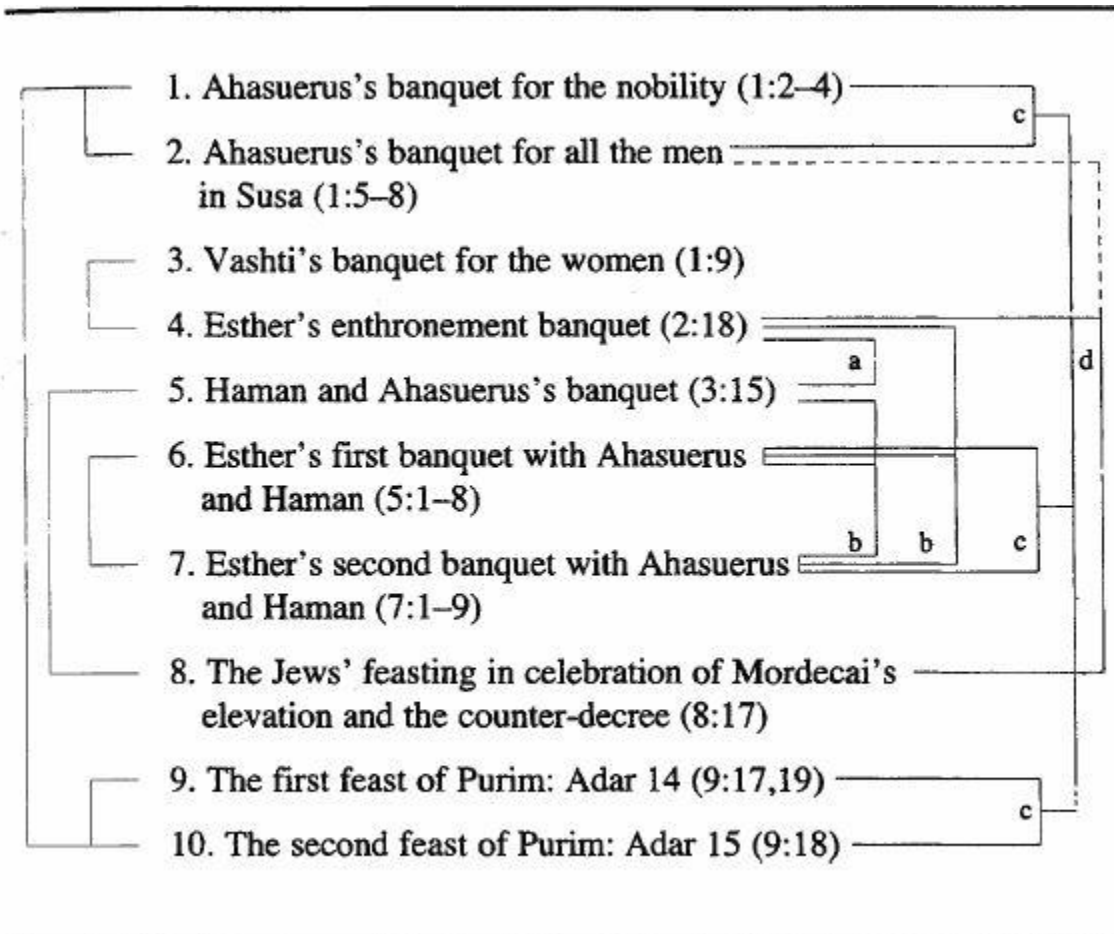 1. Ahasuerus's banquet for the nobility (1:2–4)
c
2. Ahasuerus's banquet for all the men
in Susa (1:5–8)
3. Vashti's banquet for the women (1:9)
4. Esther's enthronement banquet (2:18)
a
d
5. Haman and Ahasuerus's banquet (3:15)
6. Esther's first banquet with Ahasuerus
and Haman (5:1–8)
b b c
7. Esther's second banquet with Ahasuerus
and Haman (7:1–9)
8. The Jews' feasting in celebration of Mordecai's
elevation and the counter-decree (8:17)
9. The first feast of Purim: Adar 14 (9:17,19)
c
10. The second feast of Purim: Adar 15 (9:18)